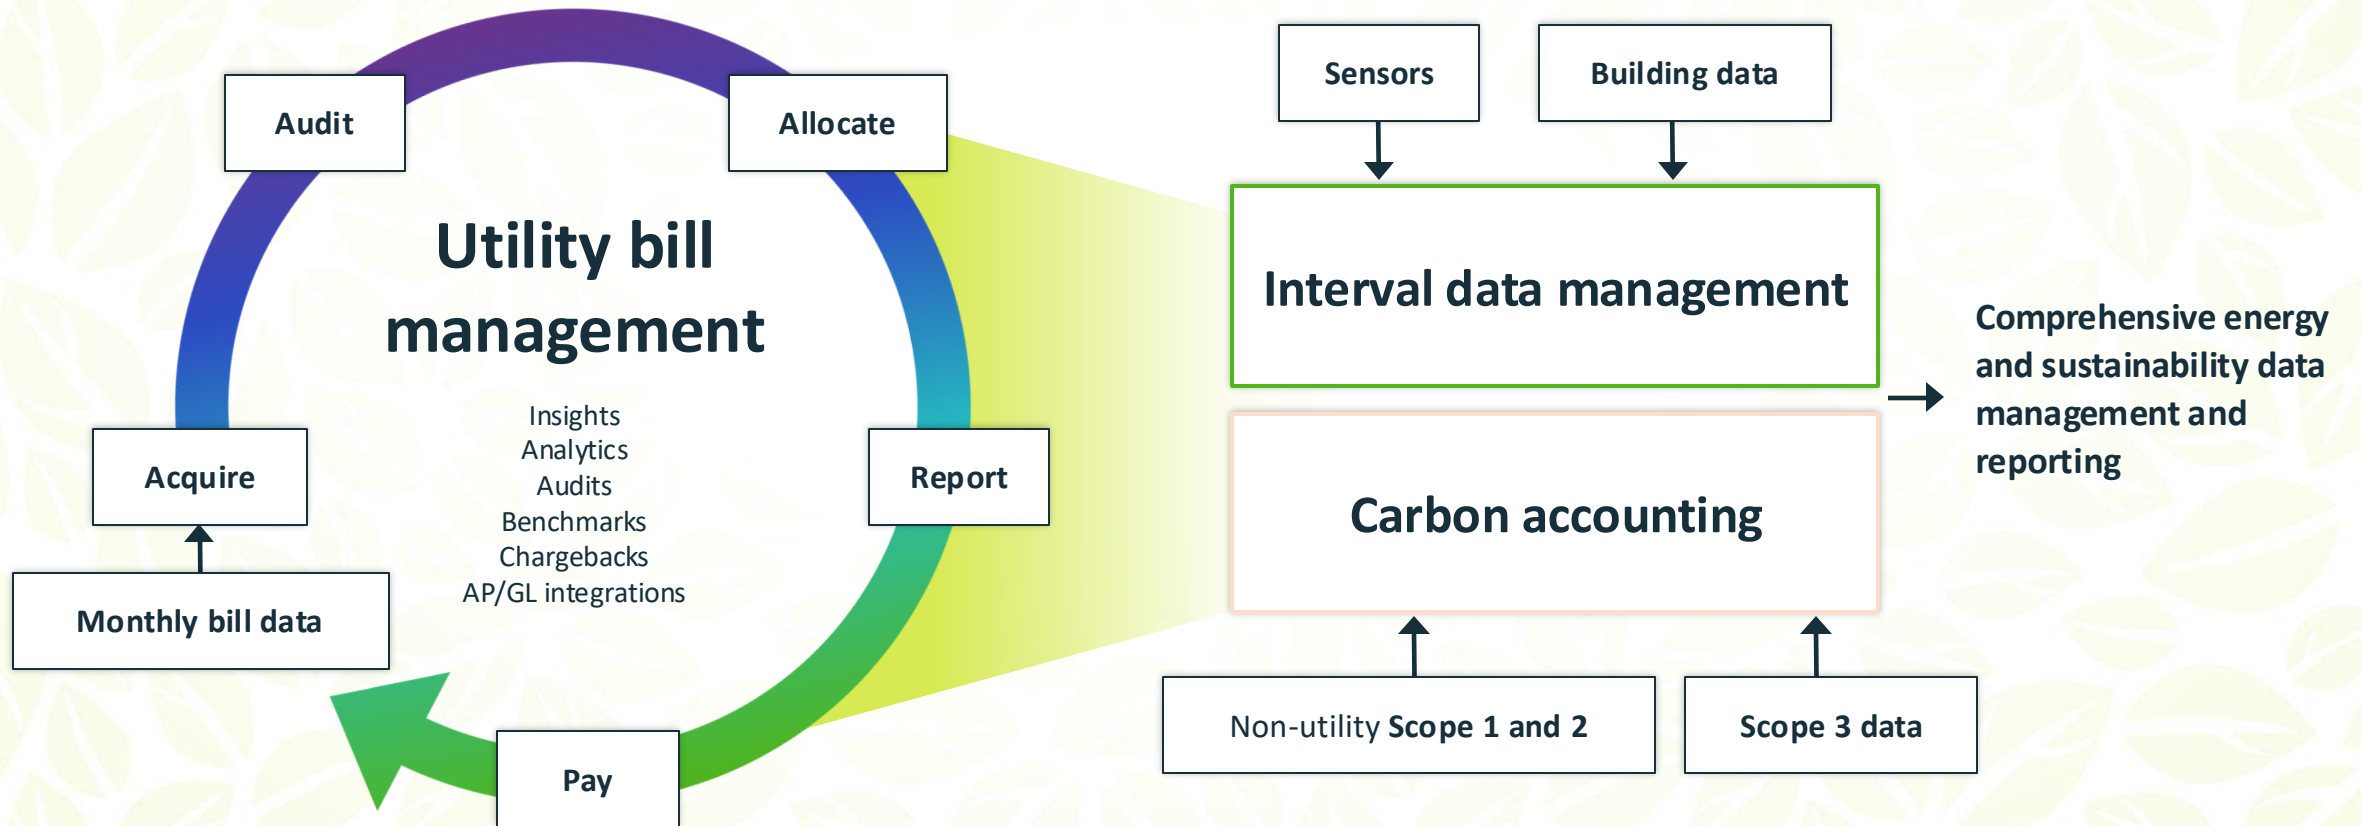 Audit
Allocate
Utility bill
management
Insights
Analytics
Audits
Benchmarks
Chargebacks
AP/GL integrations
Acquire
Report
Monthly bill data
Pay
Sensors
Building data
Interval data management
Carbon accounting
Non-utility Scope 1 and 2
Scope 3 data
Comprehensive energy
and sustainability data
management and
reporting